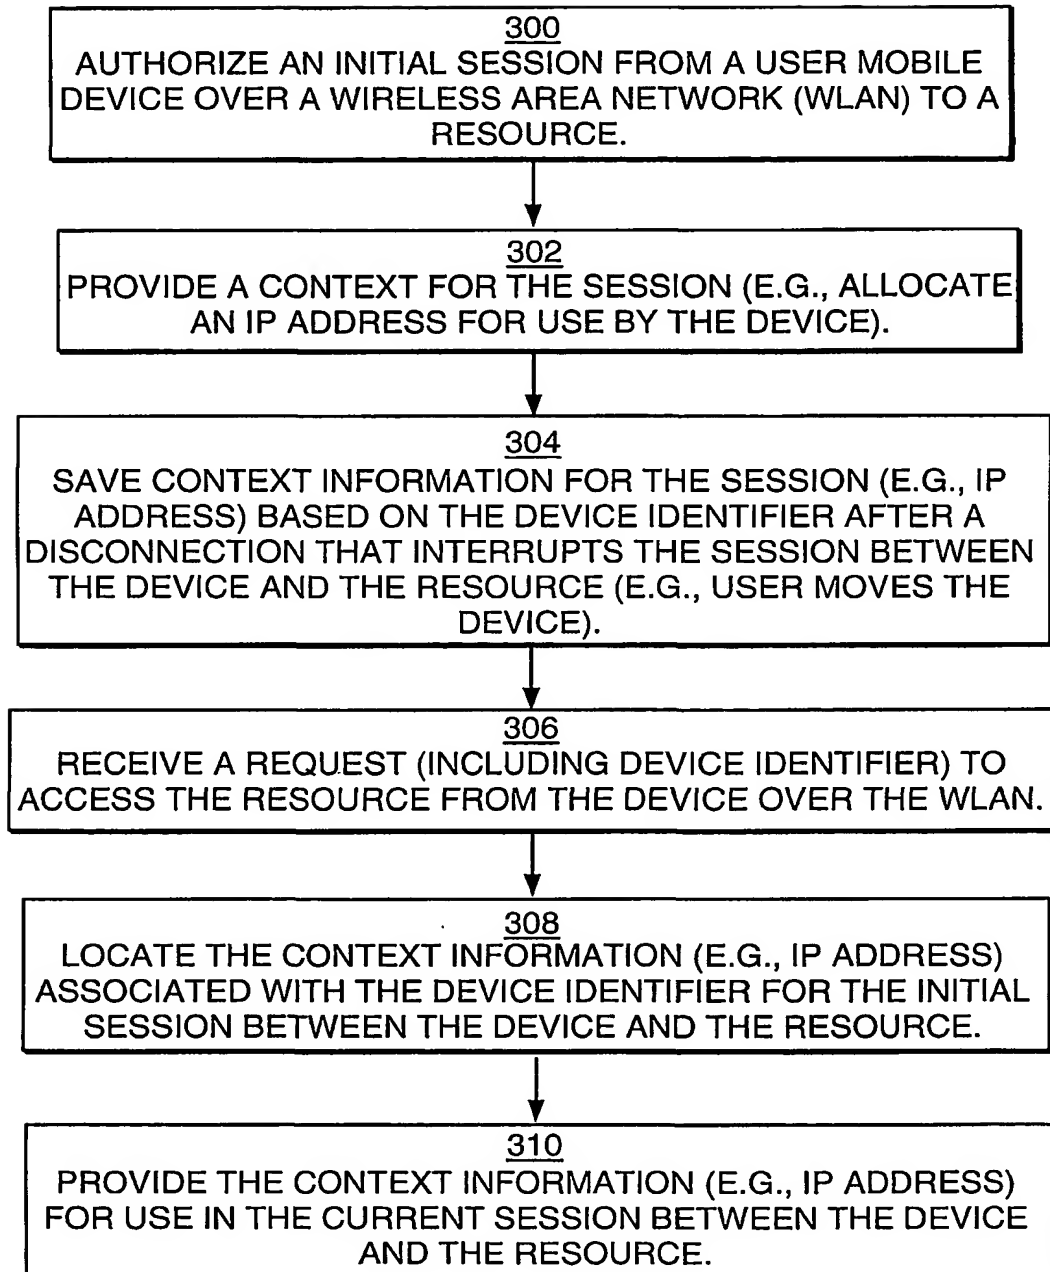 300
AUTHORIZE AN INITIAL SESSION FROM A USER MOBILE
DEVICE OVER A WIRELESS AREA NETWORK (WLAN) TO A
RESOURCE.
302
PROVIDE A CONTEXT FOR THE SESSION (E.G., ALLOCATE
AN IP ADDRESS FOR USE BY THE DEVICE).
304
SAVE CONTEXT INFORMATION FOR THE SESSION (E.G., IP
ADDRESS) BASED ON THE DEVICE IDENTIFIER AFTER A
DISCONNECTION THAT INTERRUPTS THE SESSION BETWEEN
THE DEVICE AND THE RESOURCE (E.G., USER MOVES THE
DEVICE).
306
RECEIVE A REQUEST (INCLUDING DEVICE IDENTIFIER) TO
ACCESS THE RESOURCE FROM THE DEVICE OVER THE WLAN.
308
LOCATE THE CONTEXT INFORMATION (E.G., IP ADDRESS)
ASSOCIATED WITH THE DEVICE IDENTIFIER FOR THE INITIAL
SESSION BETWEEN THE DEVICE AND THE RESOURCE.
310
PROVIDE THE CONTEXT INFORMATION (E.G., IP ADDRESS)
FOR USE IN THE CURRENT SESSION BETWEEN THE DEVICE
AND THE RESOURCE.